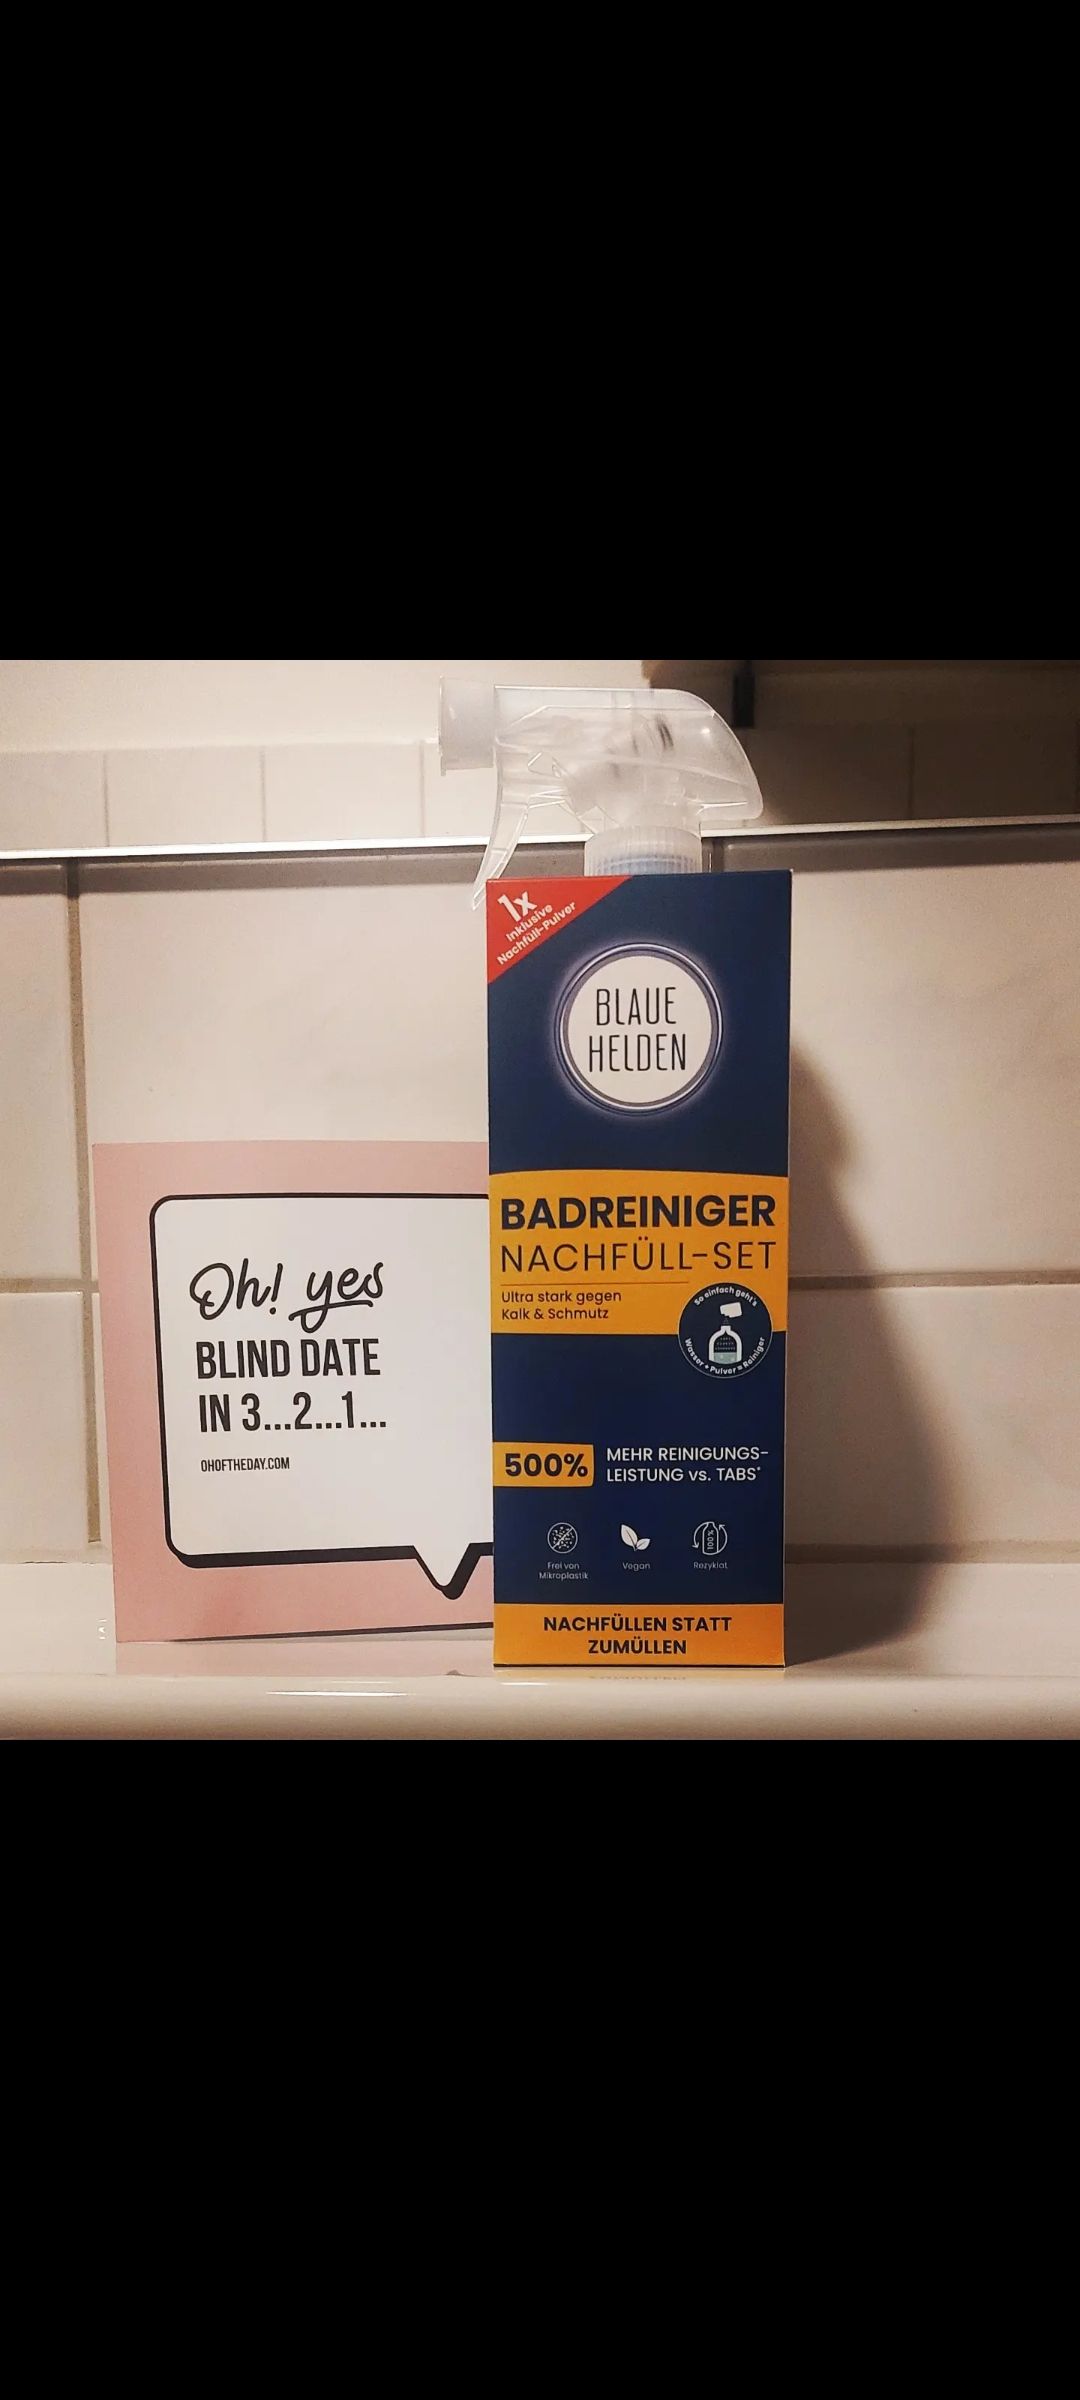 1x
Inklusive
Nachfüll-Pulver
BLAUE
HELDEN
BADREINIGER
NACHFÜLL-SET
Ultra stark gegen
Kalk & Schmutz
So einfach geht's
Wasser + Pulver = Reiniger
500%
MEHR REINIGUNGS-
LEISTUNG vs. TABS*
Frei von
Mikroplastik
Vegan
100%
Rezyklat
NACHFÜLLEN STATT
ZUMÜLLEN
Oh! yes
BLIND DATE
IN 3...2...1...
OHOFTHEDAY.COM